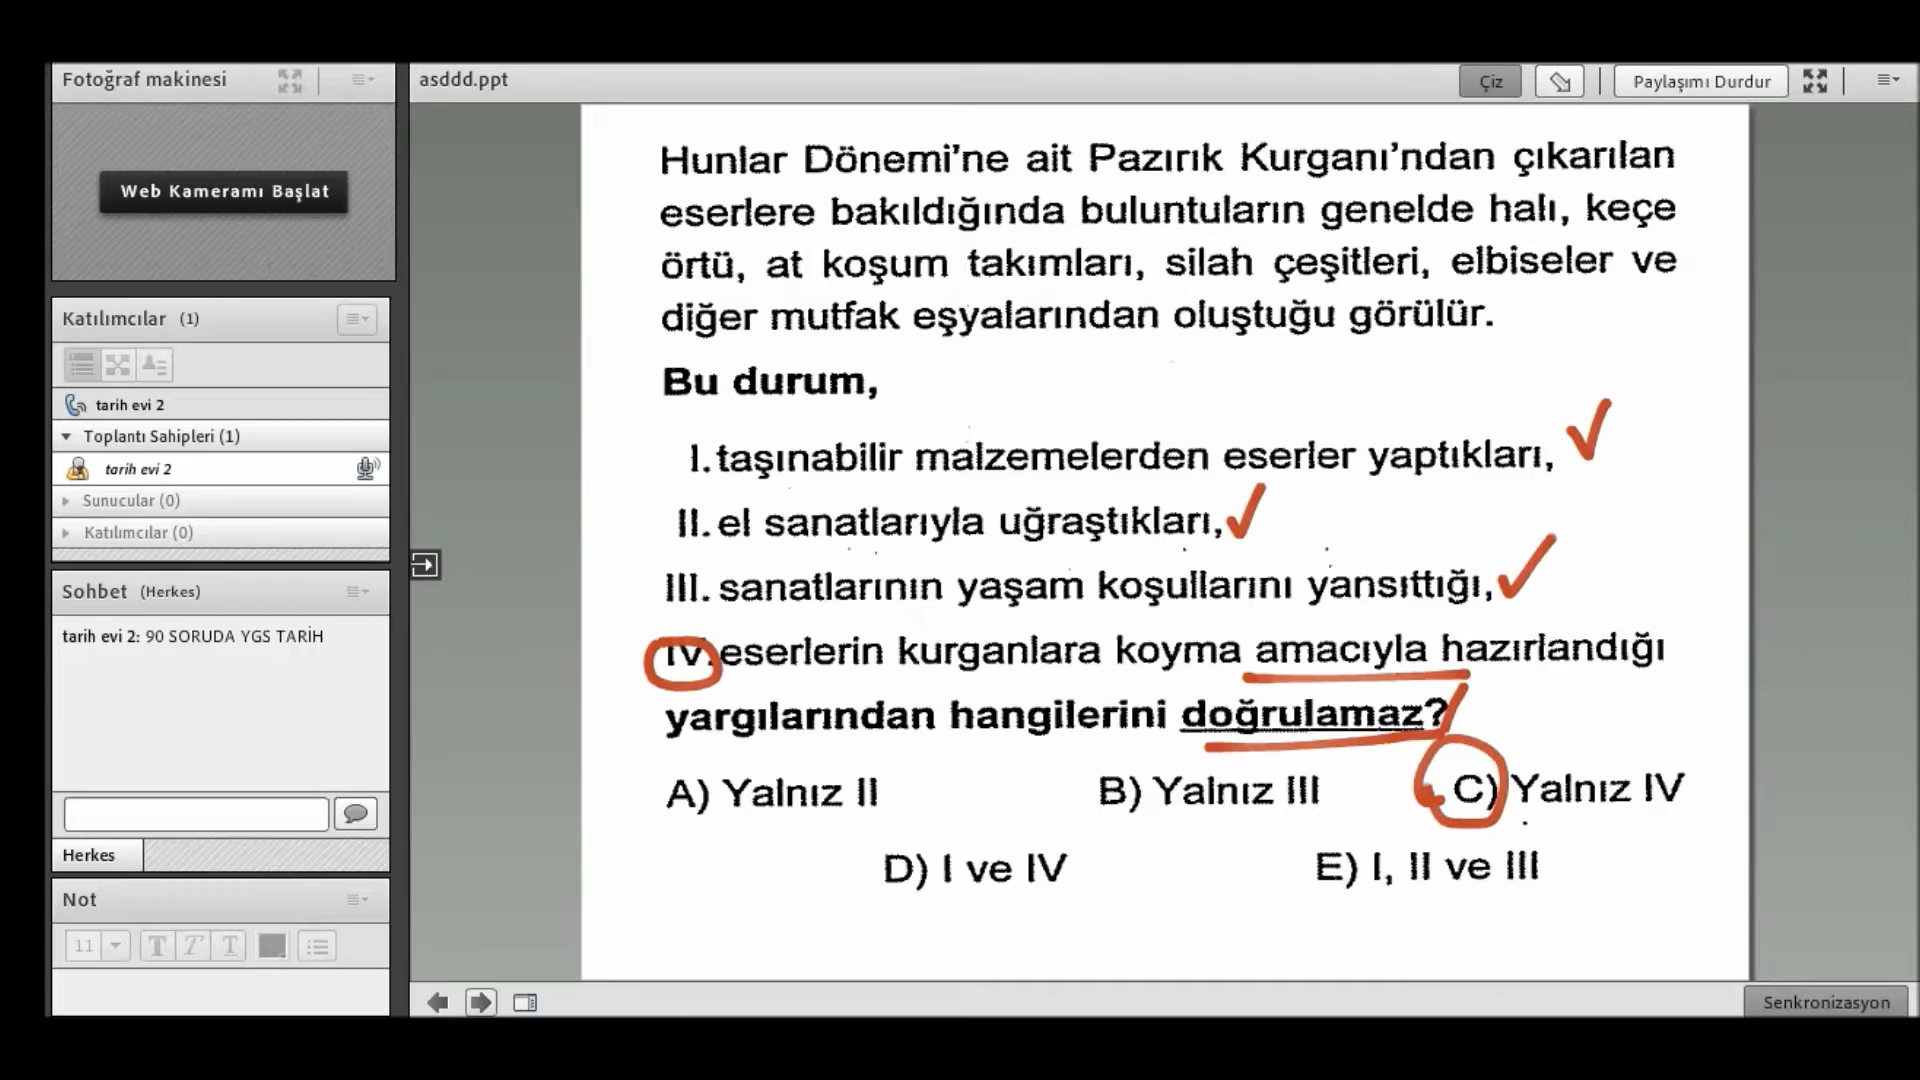 Fotoğraf makinesi
Web Kameramı Başlat
Katılımcılar (1)
tarih evi 2
Toplantı Sahipleri (1)
tarih evi 2
Sunucular (0)
Katılımcılar (0)
Sohbet (Herkes)
tarih evi 2: 90 SORUDA YGS TARİH
Herkes
Not
11
T T T
asddd.ppt
Çiz
Paylaşımı Durdur
Hunlar Dönemi’ne ait Pazırık Kurganı’ndan çıkarılan
eserlere bakıldığında buluntuların genelde halı, keçe
örtü, at koşum takımları, silah çeşitleri, elbiseler ve
diğer mutfak eşyalarından oluştuğu görülür.
Bu durum,
I. taşınabilir malzemelerden eserler yaptıkları,
II. el sanatlarıyla uğraştıkları,
III. sanatlarının yaşam koşullarını yansıttığı,
IV. eserlerin kurganlara koyma amacıyla hazırlandığı
yargılarından hangilerini doğrulamaz?
A) Yalnız II B) Yalnız III C) Yalnız IV
D) I ve IV E) I, II ve III
Senkronizasyon